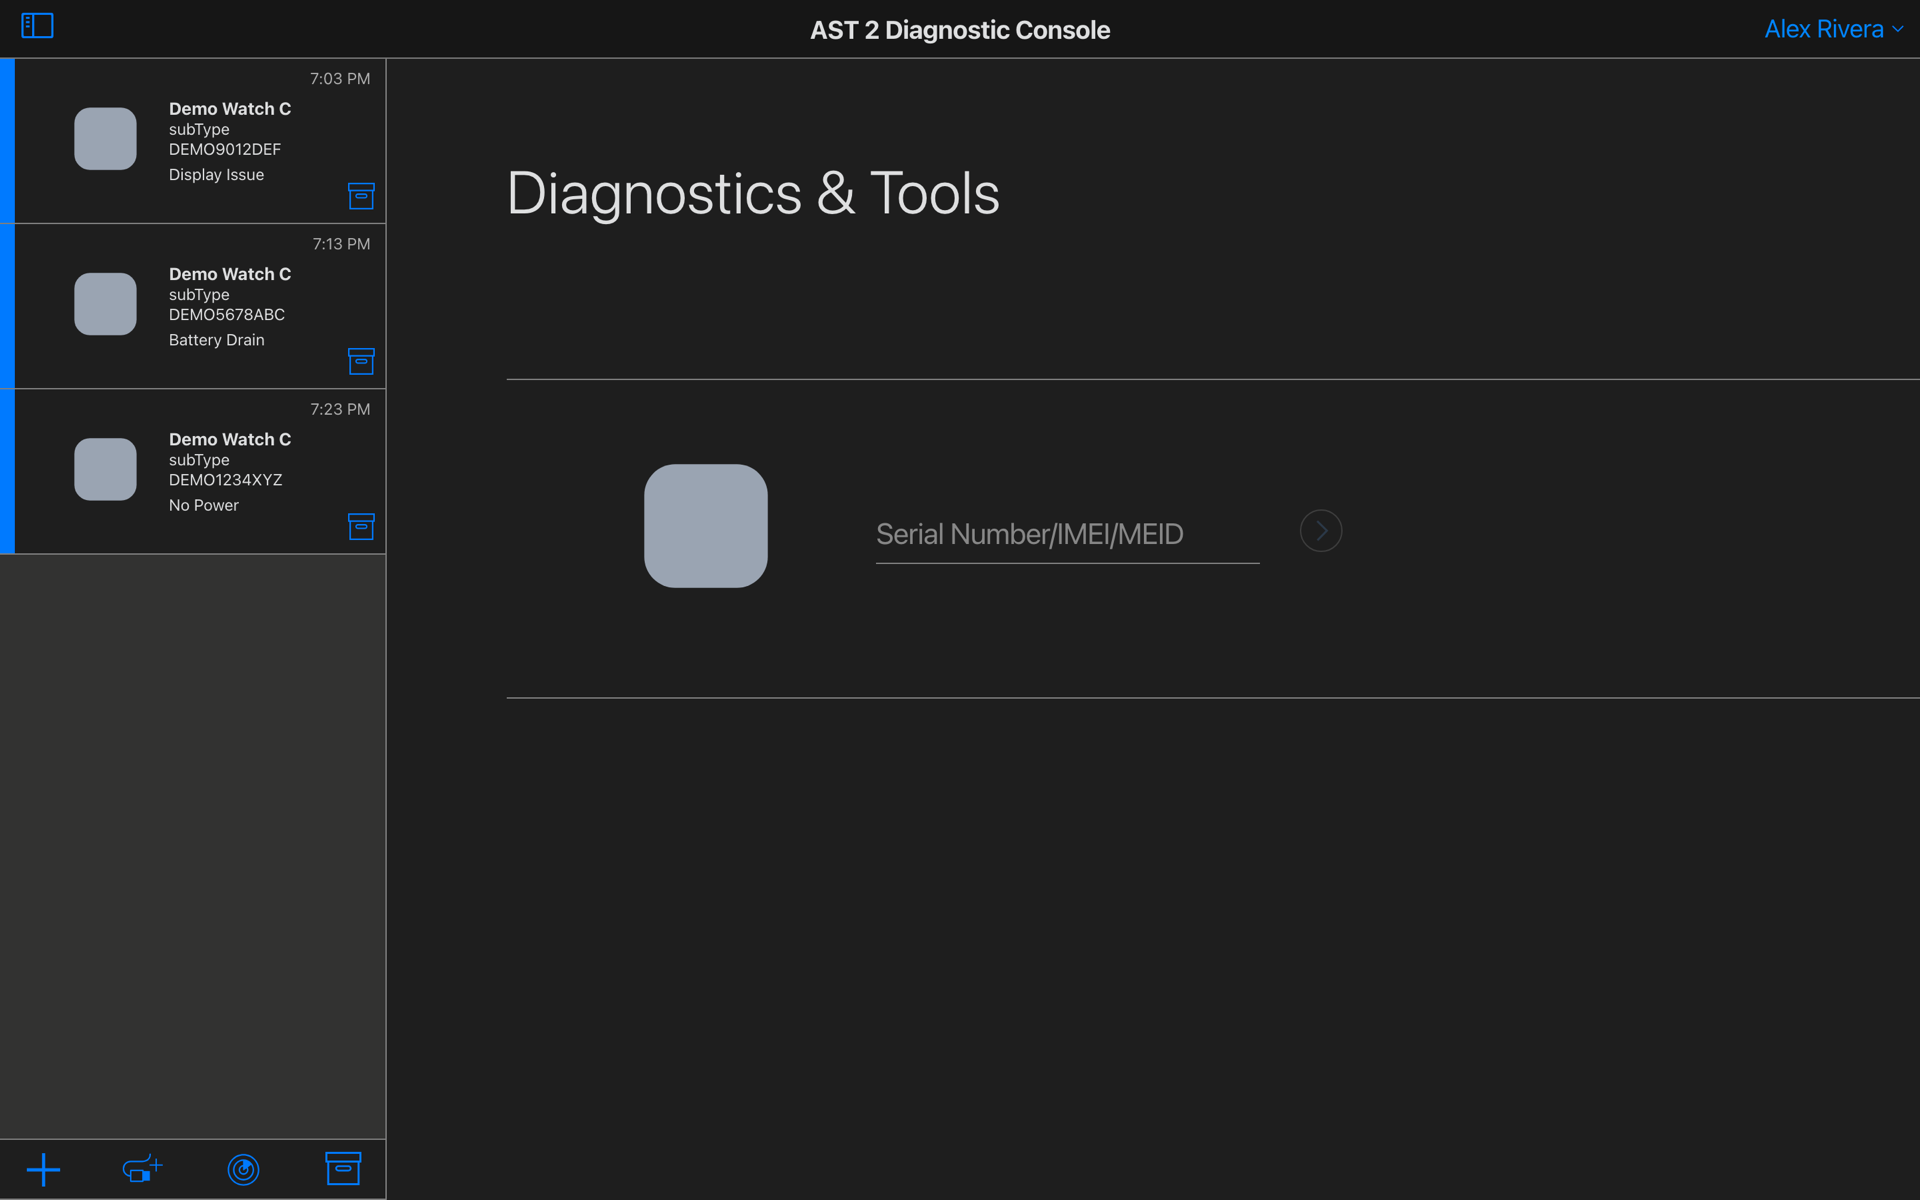 AST 2 Diagnostic Console
Alex Rivera
7:03 PM
Demo Watch C
subType
DEMO9012DEF
Display Issue
7:13 PM
Demo Watch C
subType
DEMO5678ABC
Battery Drain
7:23 PM
Demo Watch C
subType
DEMO1234XYZ
No Power
Diagnostics & Tools
Serial Number/IMEI/MEID